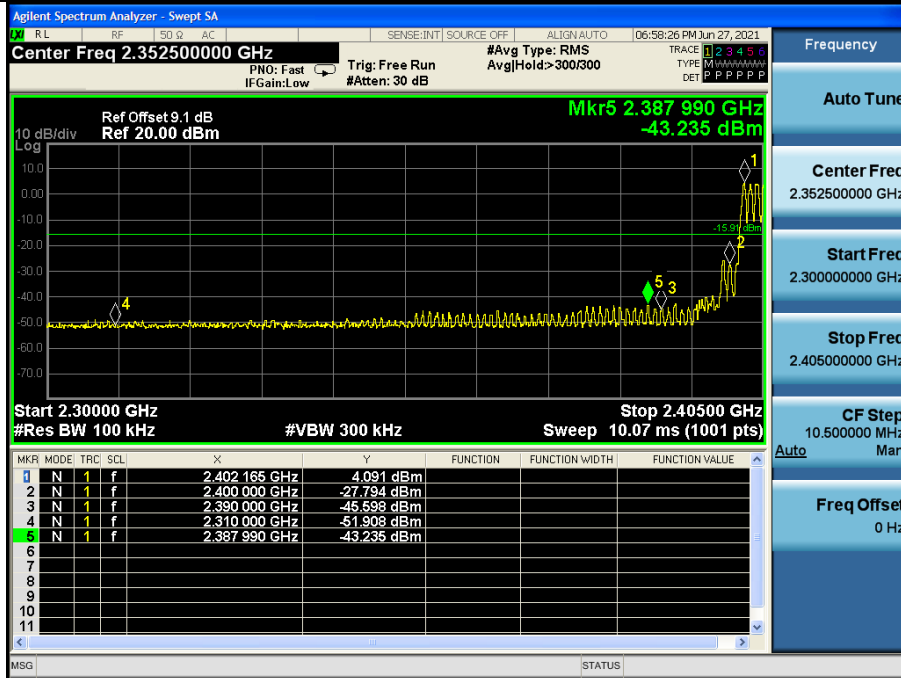 Agilent Spectrum Analyzer - Swept SA
LXI RL RF 50 Ω AC SENSE:INT SOURCE OFF ALIGN AUTO 06:58:26 PM Jun 27, 2021
Center Freq 2.352500000 GHz #Avg Type: RMS TRACE 1 2 3 4 5 6
PNO: Fast Trig: Free Run Avg|Hold:>300/300 TYPE M WWWWW
IFGain:Low #Atten: 30 dB DET P P P P P P
Mkr5 2.387 990 GHz
-43.235 dBm
Ref Offset 9.1 dB
10 dB/div Ref 20.00 dBm
Log
10.0
0.00
-10.0
-20.0
-30.0
-40.0
-50.0
-60.0
-70.0
1
-15.91 dBm
2
5
3
4
Start 2.30000 GHz Stop 2.40500 GHz
#Res BW 100 kHz #VBW 300 kHz Sweep 10.07 ms (1001 pts)
MKR MODE TRC SCL X Y FUNCTION FUNCTION WIDTH FUNCTION VALUE
1 N 1 f 2.402 165 GHz 4.091 dBm
2 N 1 f 2.400 000 GHz -27.794 dBm
3 N 1 f 2.390 000 GHz -45.598 dBm
4 N 1 f 2.310 000 GHz -51.908 dBm
5 N 1 f 2.387 990 GHz -43.235 dBm
6
7
8
9
10
11
MSG STATUS
Frequency
Auto Tune
Center Freq
2.352500000 GHz
Start Freq
2.300000000 GHz
Stop Freq
2.405000000 GHz
CF Step
10.500000 MHz
Auto Man
Freq Offset
0 Hz